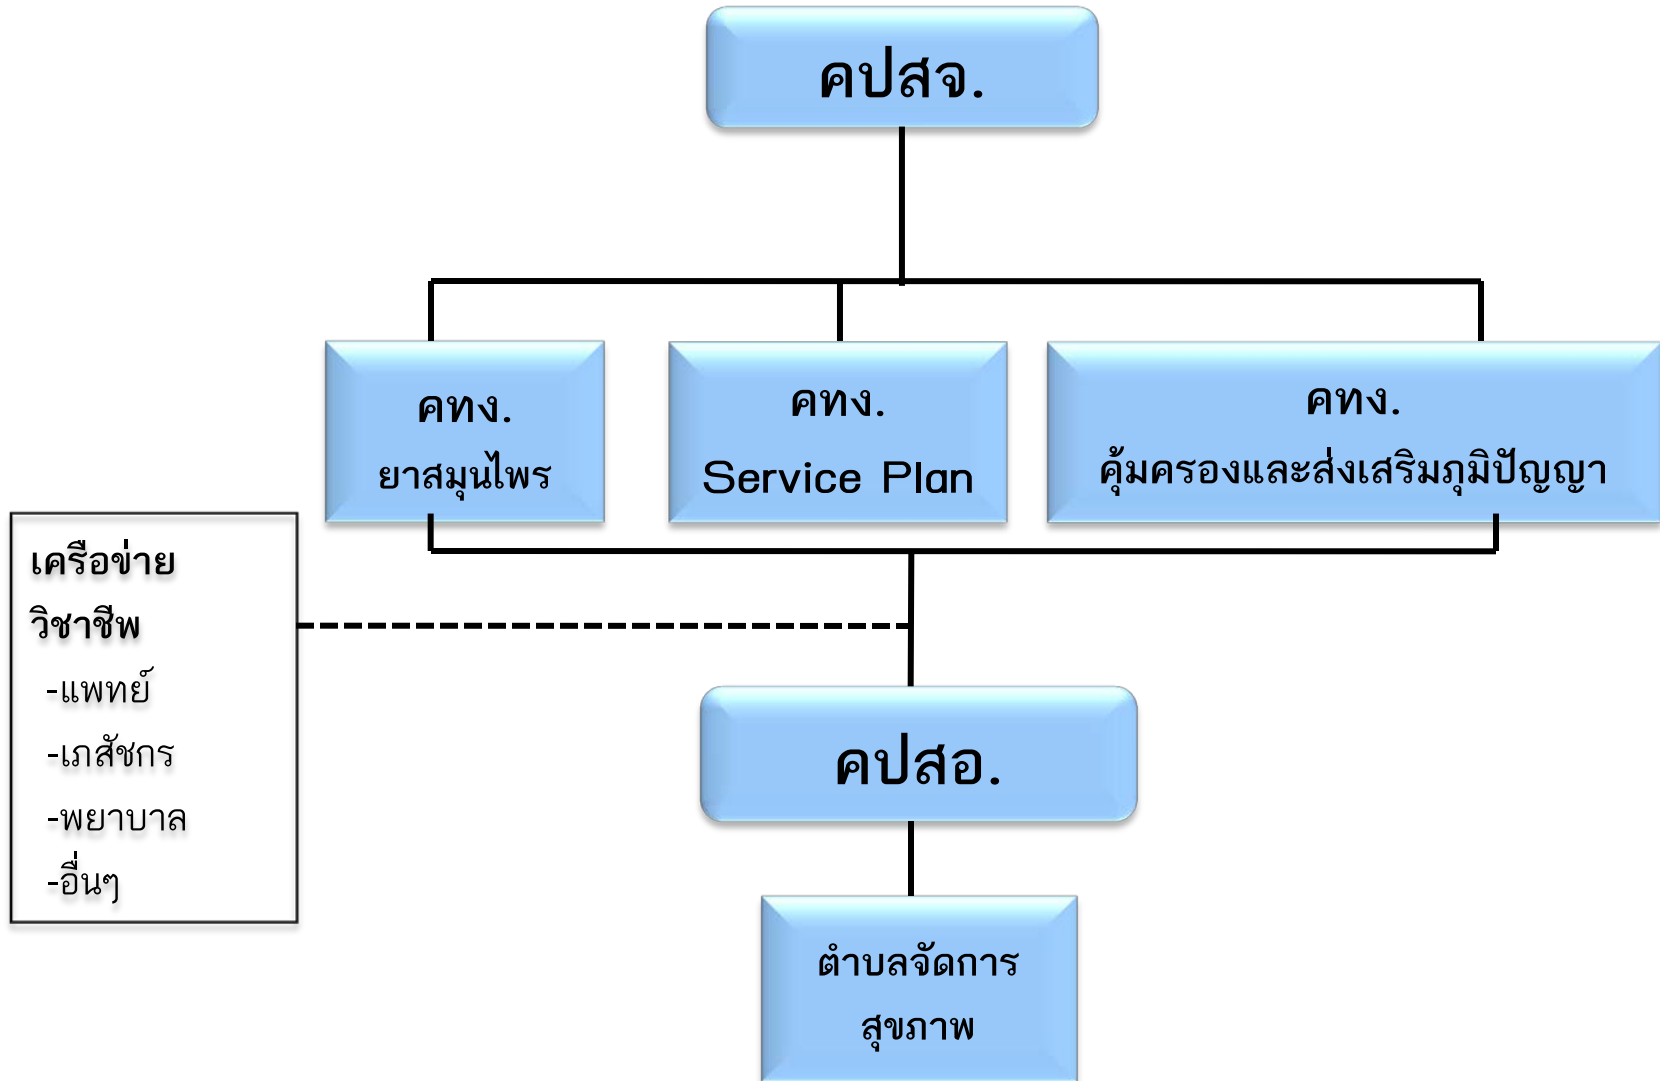 คปสจ.
คทง.
ยาสมุนไพร
คทง.
Service Plan
คทง.
คุ้มครองและส่งเสริมภูมิปัญญา
เครือข่าย
วิชาชีพ
-แพทย์
-เภสัชกร
-พยาบาล
-อื่นๆ
คปสอ.
ตำบลจัดการ
สุขภาพ